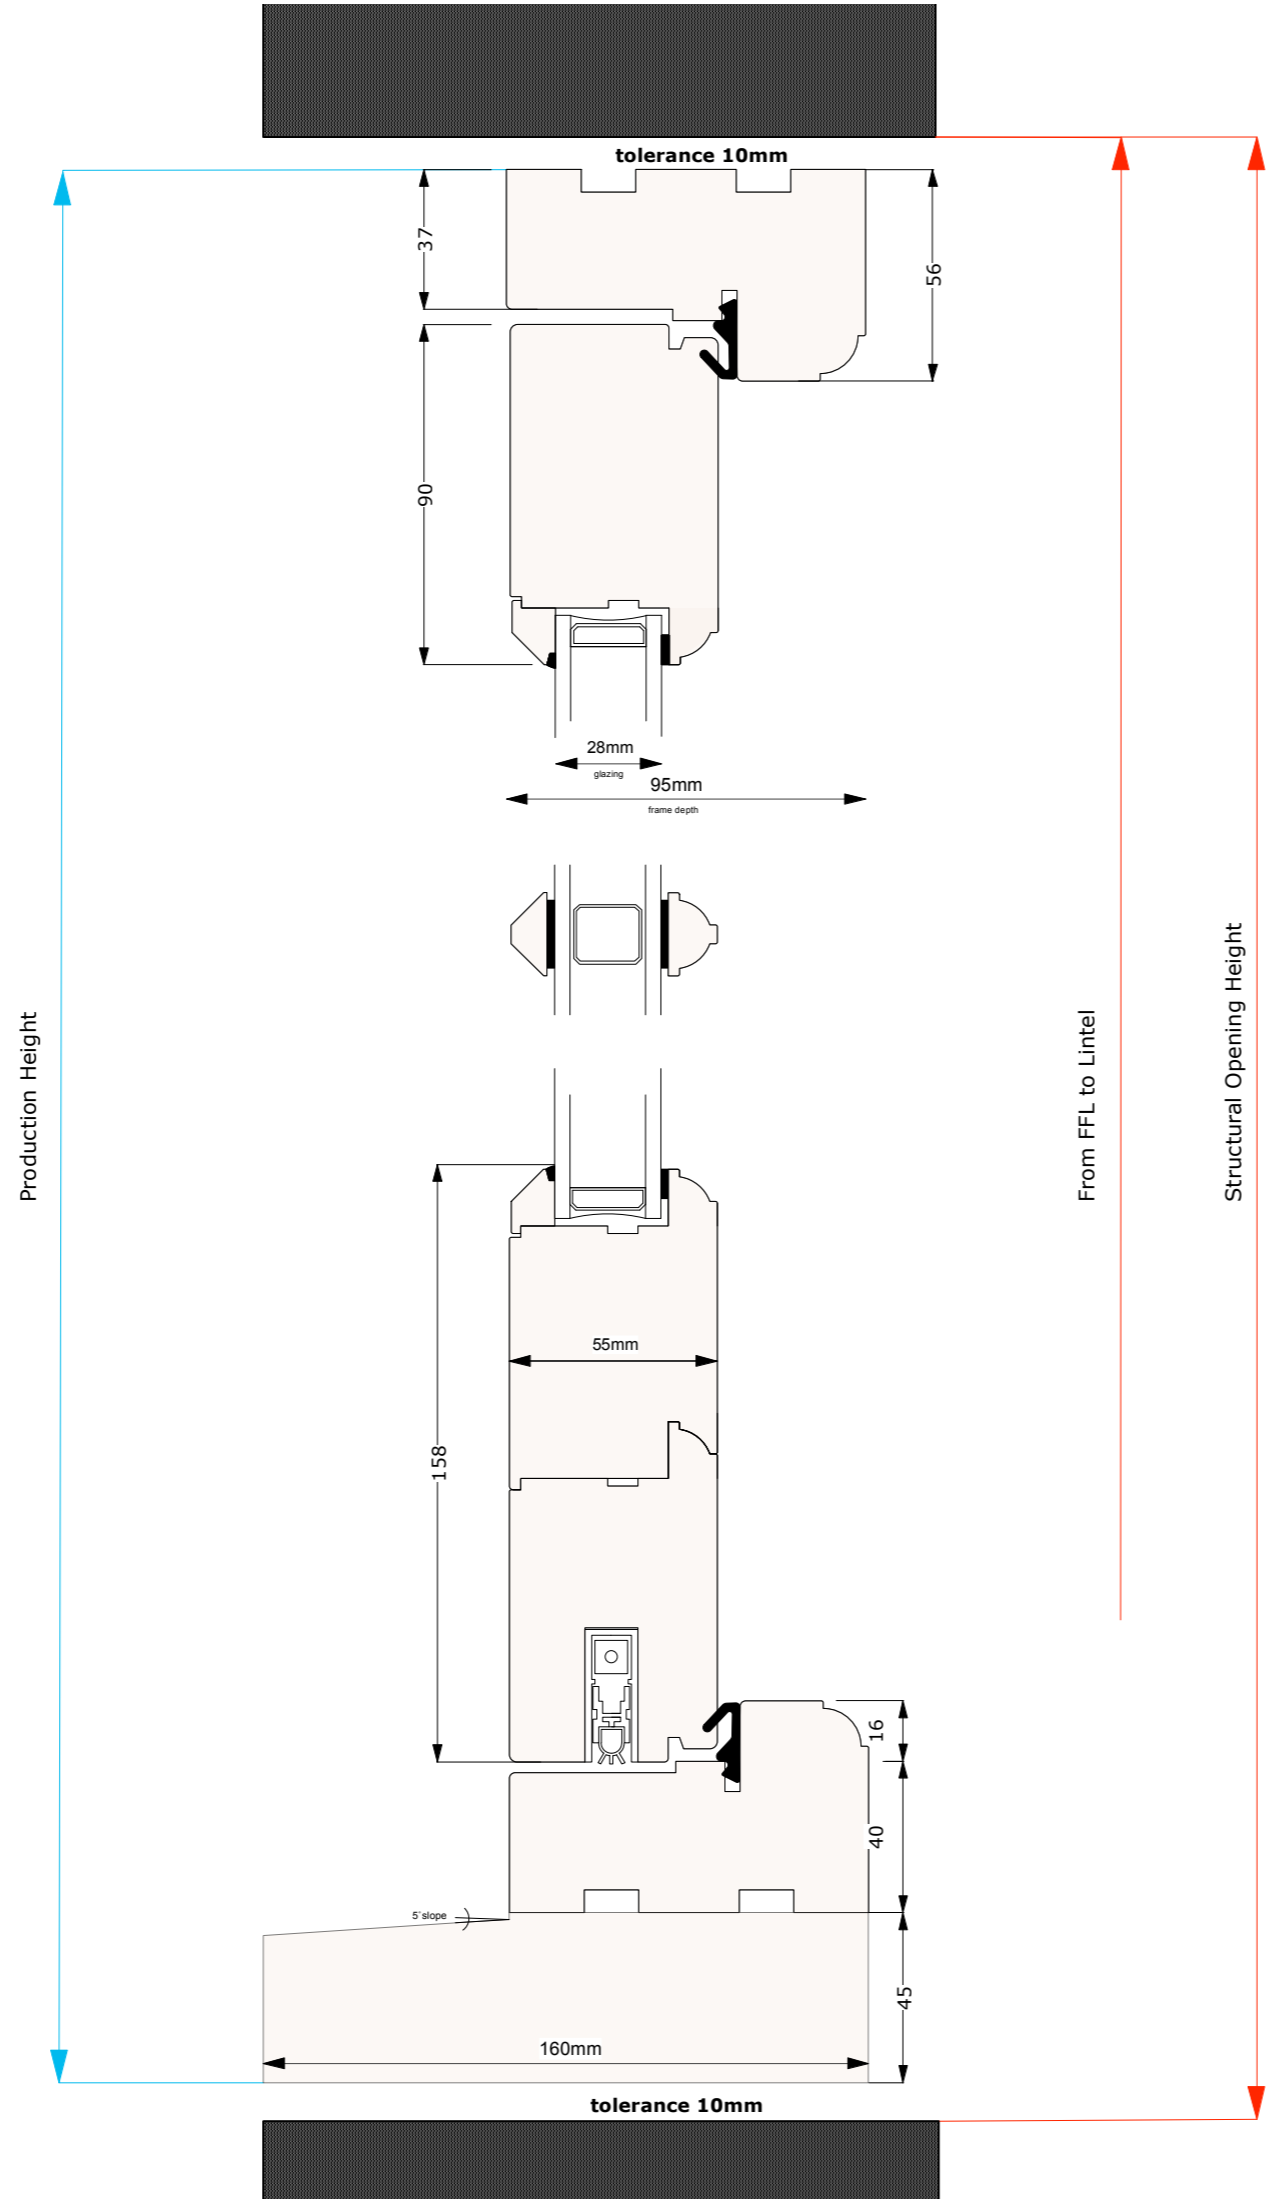 tolerance 10mm
37
56
90
28mm
glazing
95mm
frame depth
Production Height
From FFL to Lintel
Structural Opening Height
55mm
158
16
40
5°slope
45
160mm
tolerance 10mm